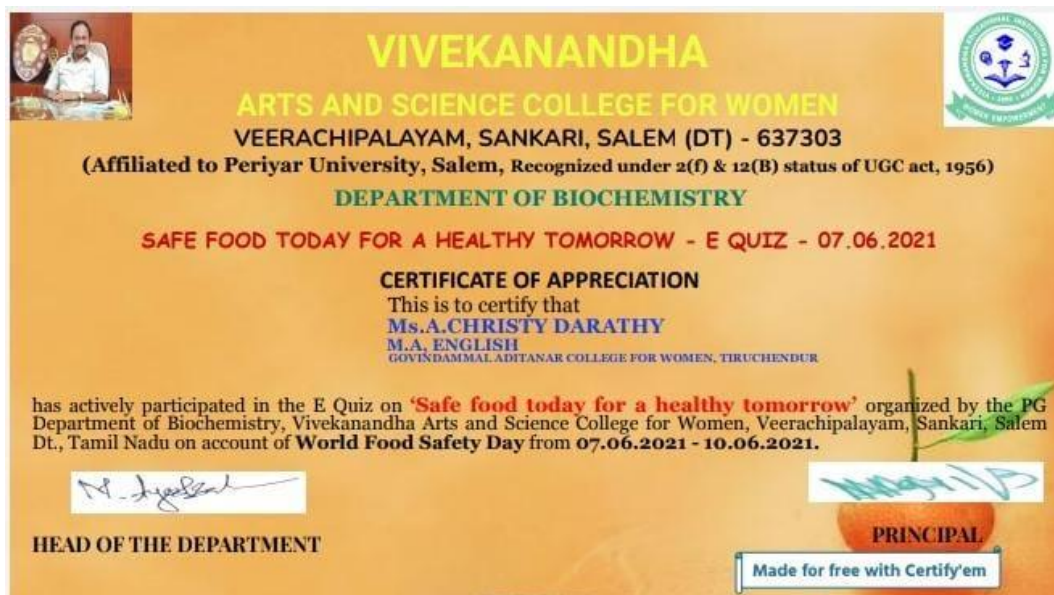 VIVEKANANDHA
ARTS AND SCIENCE COLLEGE FOR WOMEN
VEERACHIPALAYAM, SANKARI, SALEM (DT) - 637303
(Affiliated to Periyar University, Salem, Recognized under 2(f) & 12(B) status of UGC act, 1956)
DEPARTMENT OF BIOCHEMISTRY
SAFE FOOD TODAY FOR A HEALTHY TOMORROW - E QUIZ - 07.06.2021
CERTIFICATE OF APPRECIATION
This is to certify that
Ms.A.CHRISTY DARATHY
M.A, ENGLISH
GOVINDAMMAL ADITANAR COLLEGE FOR WOMEN, TIRUCHENDUR
has actively participated in the E Quiz on ‘Safe food today for a healthy tomorrow’ organized by the PG
Department of Biochemistry, Vivekanandha Arts and Science College for Women, Veerachipalayam, Sankari, Salem
Dt., Tamil Nadu on account of World Food Safety Day from 07.06.2021 - 10.06.2021.
HEAD OF THE DEPARTMENT
PRINCIPAL
Made for free with Certify'em
WOMEN EMPOWERMENT